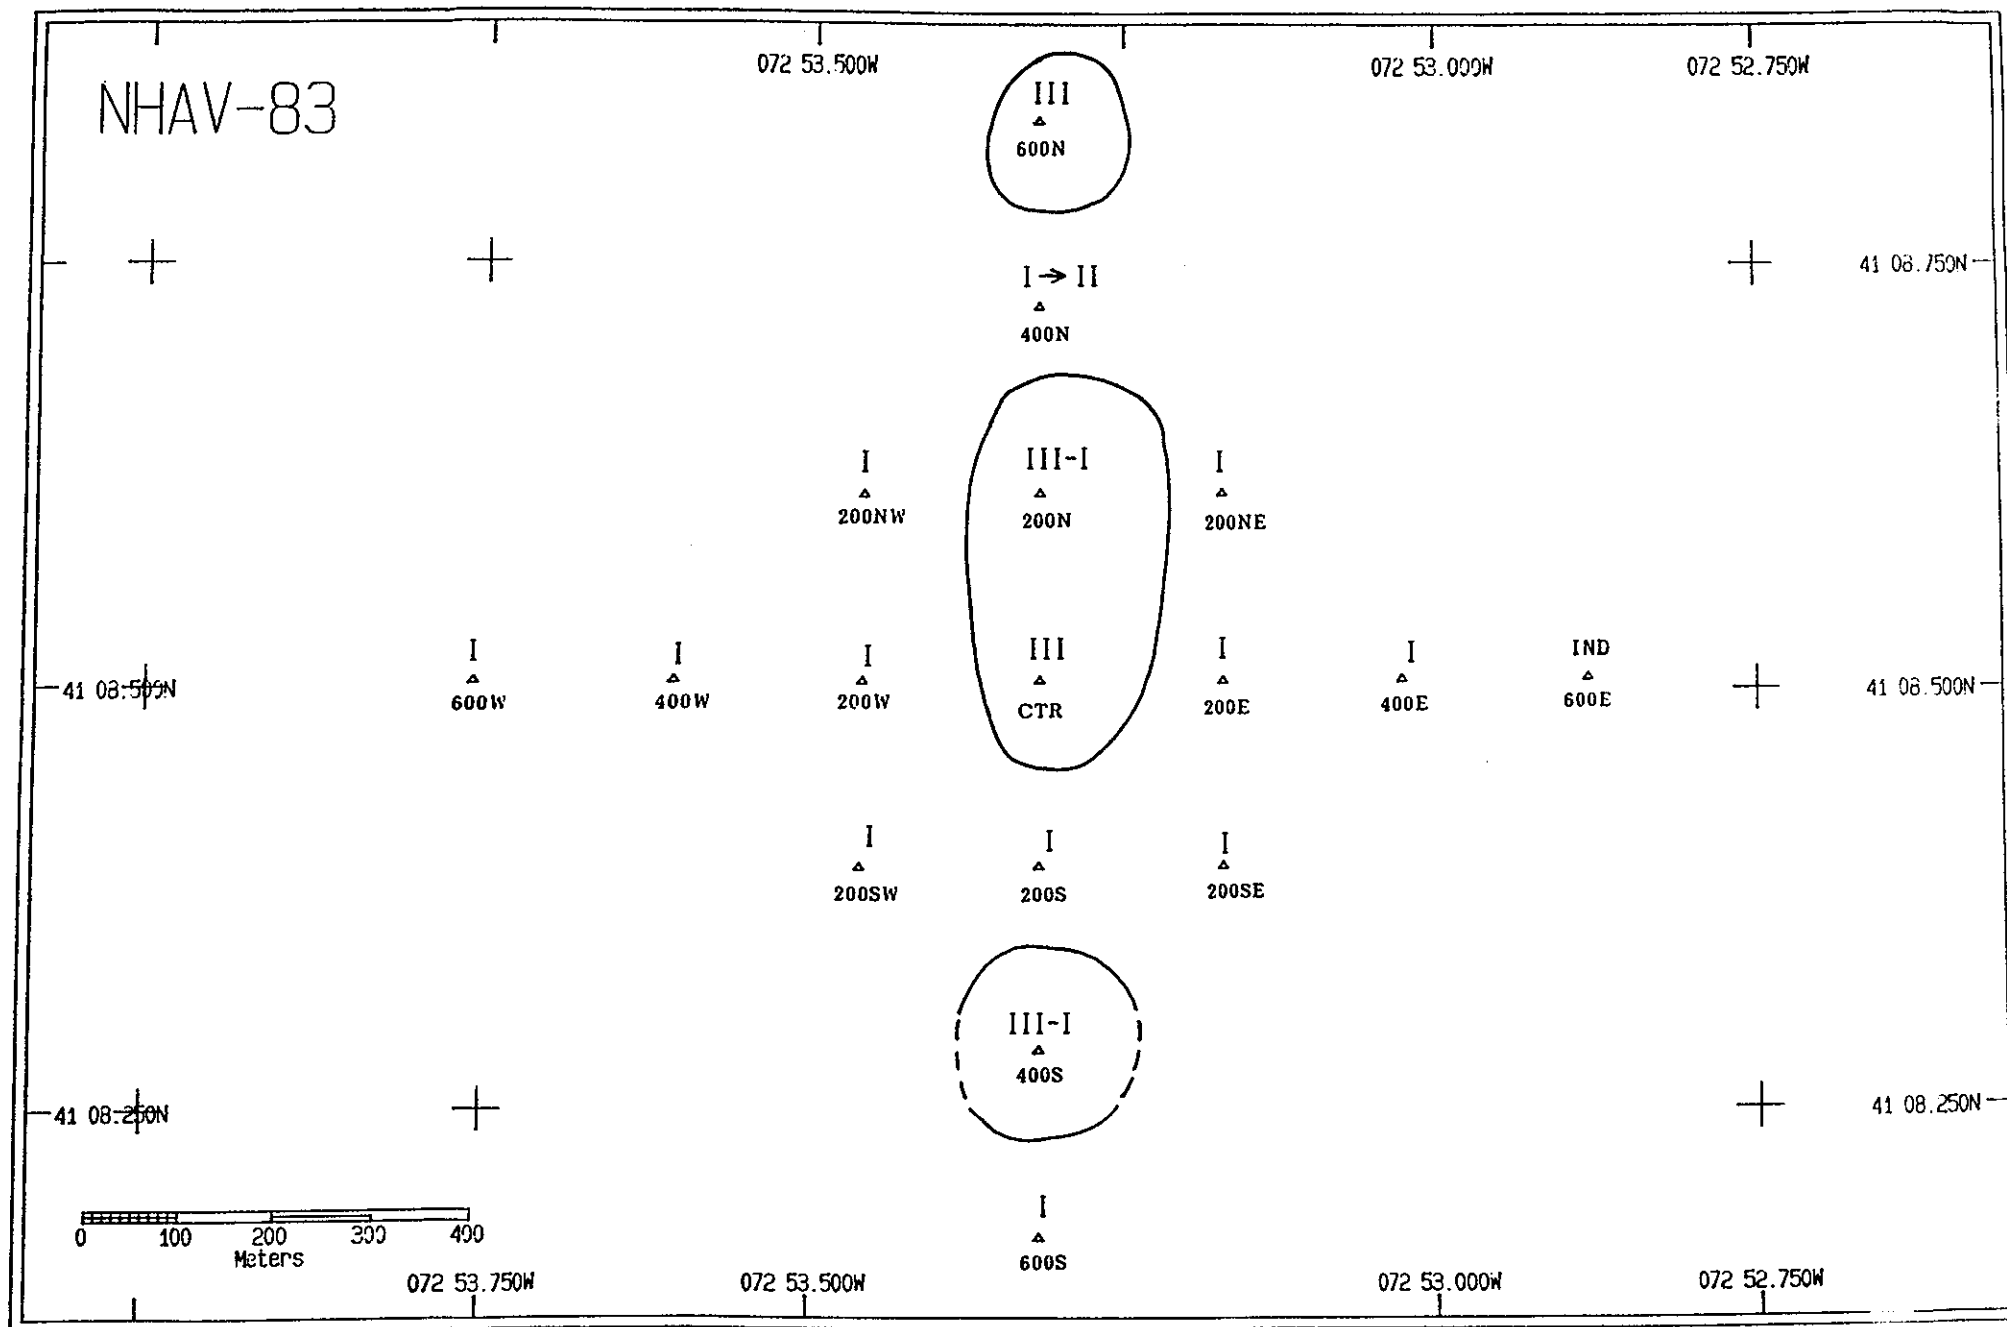 072 53.500W 072 53.000W 072 52.750W
NHAV-83
III
600N
41 08.750N
I → II
400N
I III-I I
200NW 200N 200NE
I I I III I I IND
41 08.500N 600W 400W 200W CTR 200E 400E 600E 41 08.500N
I I I
200SW 200S 200SE
III-I
400S
41 08.250N 41 08.250N
I
0 100 200 300 400
Meters
600S
072 53.750W 072 53.500W 072 53.000W 072 52.750W